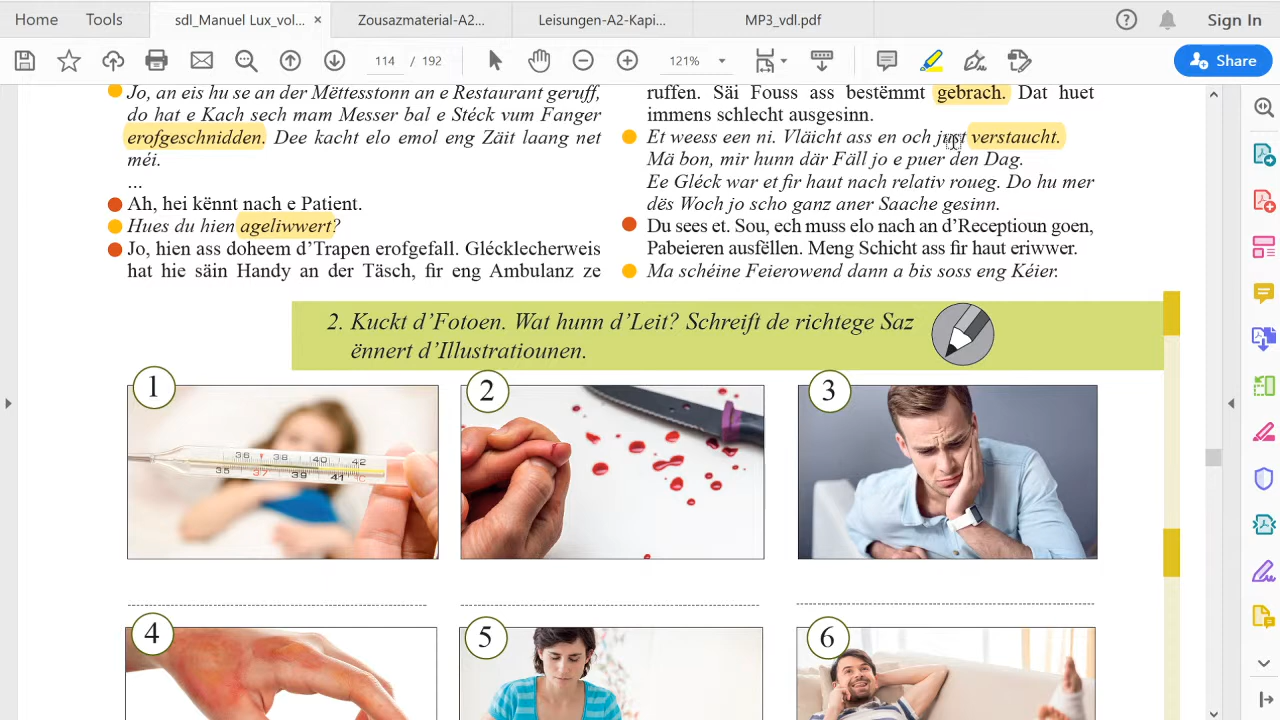 Home
Tools
sdl_Manuel Lux_vol...
Zousazmaterial-A2...
Leisungen-A2-Kapi...
MP3_vdl.pdf
Sign In
114 / 192
121%
Share
Jo, an eis hu se an der Mëttesstonn an e Restaurant geruff,
do hat e Kach sech mam Messer bal e Stéck vum Fanger
erofgeschnidden. Dee kacht elo emol eng Zäit laang net
méi.
...
Ah, hei kënnt nach e Patient.
Hues du hien ageliwwert?
Jo, hien ass doheem d'Trapen erofgefall. Glécklecherweis
hat hie säin Handy an der Täsch, fir eng Ambulanz ze
ruffen. Säi Fouss ass bestëmmt gebrach. Dat huet
immens schlecht ausgesinn.
Et weess een ni. Vläicht ass en och just verstaucht.
Mä bon, mir hunn där Fäll jo e puer den Dag.
Ee Gléck war et fir haut nach relativ roueg. Do hu mer
dës Woch jo scho ganz aner Saache gesinn.
Du sees et. Sou, ech muss elo nach an d'Receptioun goen,
Pabeieren ausfëllen. Meng Schicht ass fir haut eriwwer.
Ma schéine Feierowend dann a bis soss eng Kéier.
2. Kuckt d'Fotoen. Wat hunn d'Leit? Schreift de richtege Saz
ënnert d'Illustratiounen.
1
2
3
36 38 40 42
35 37 39 41 °C
4
5
6